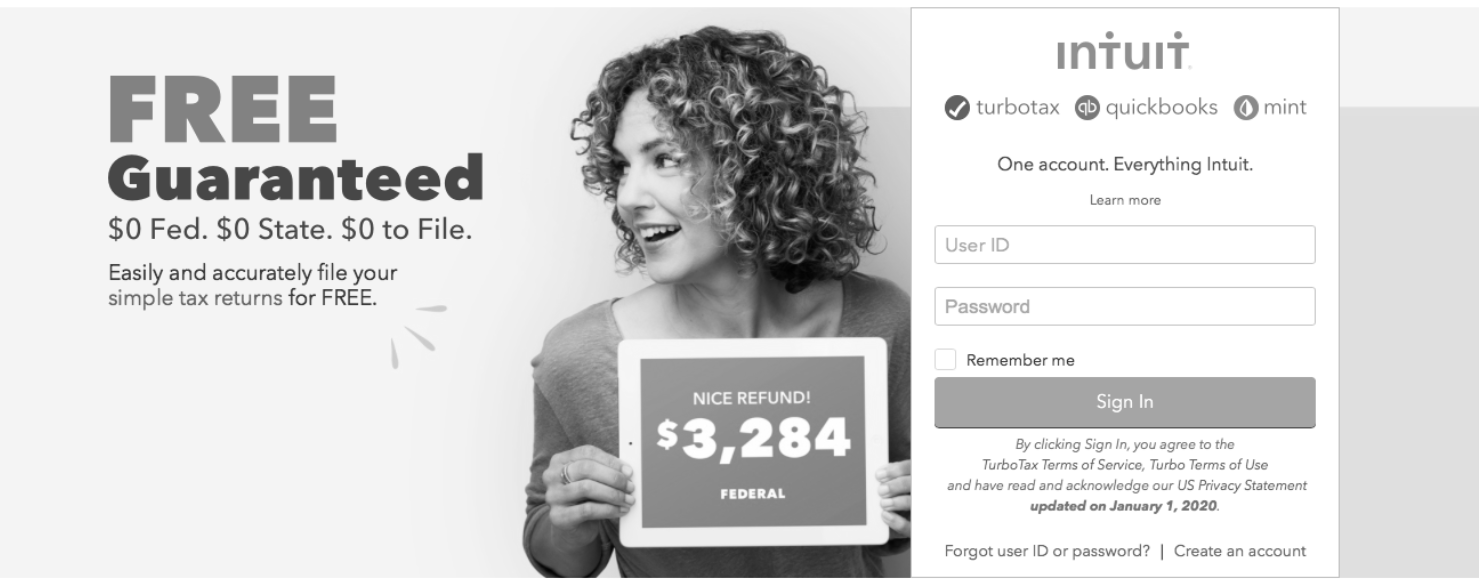 FREE
Guaranteed
$0 Fed. $0 State. $0 to File.
Easily and accurately file your
simple tax returns for FREE.
NICE REFUND!
$3,284
FEDERAL
intuit
turbotax qb quickbooks mint
One account. Everything Intuit.
Learn more
User ID
Password
Remember me
Sign In
By clicking Sign In, you agree to the
TurboTax Terms of Service, Turbo Terms of Use
and have read and acknowledge our US Privacy Statement
updated on January 1, 2020.
Forgot user ID or password? | Create an account